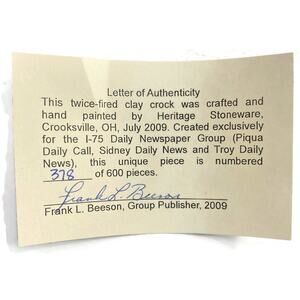 Letter of Authenticity
This twice-fired clay crock was crafted and
hand painted by Heritage Stoneware,
Crooksville, OH, July 2009. Created exclusively
for the I-75 Daily Newspaper Group (Piqua
Daily Call, Sidney Daily News and Troy Daily
News), this unique piece is numbered
378 of 600 pieces.
Frank L. Beeson
Frank L. Beeson, Group Publisher, 2009